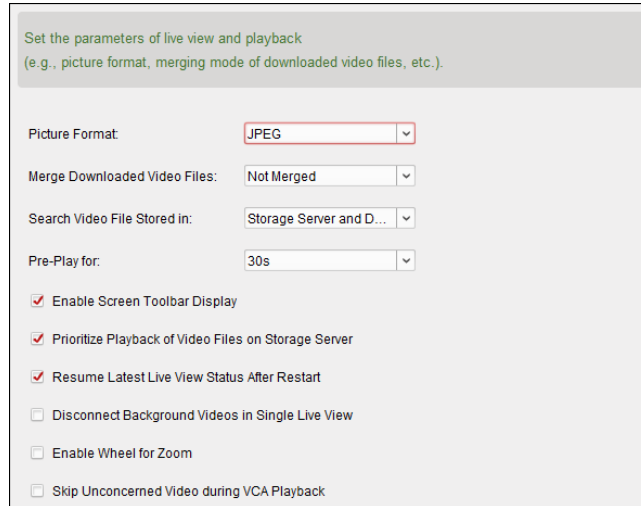 Set the parameters of live view and playback
(e.g., picture format, merging mode of downloaded video files, etc.).
Picture Format: JPEG
Merge Downloaded Video Files: Not Merged
Search Video File Stored in: Storage Server and D...
Pre-Play for: 30s
Enable Screen Toolbar Display
Prioritize Playback of Video Files on Storage Server
Resume Latest Live View Status After Restart
Disconnect Background Videos in Single Live View
Enable Wheel for Zoom
Skip Unconcerned Video during VCA Playback